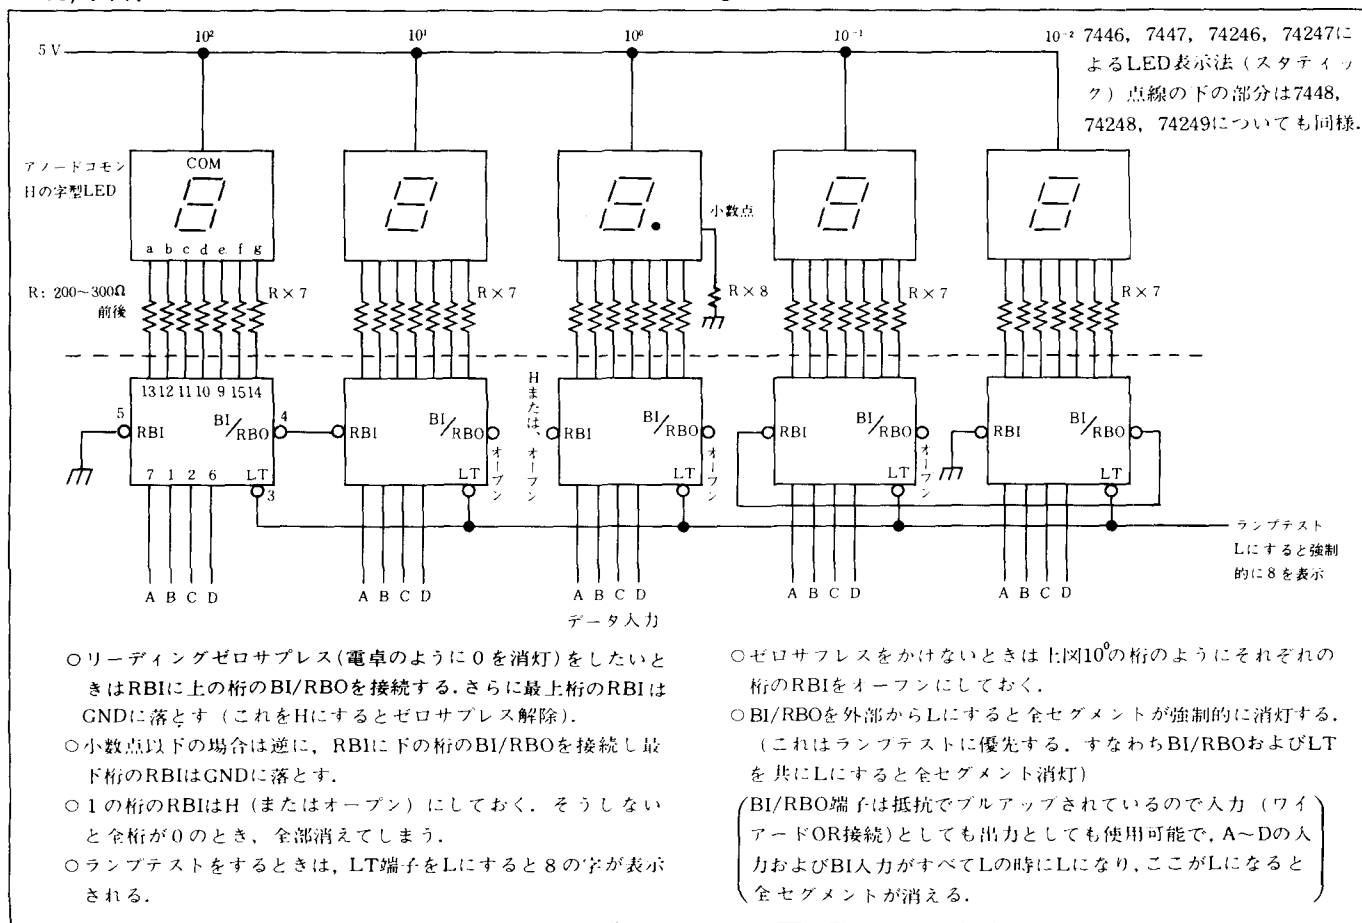 10² 10¹ 10⁰ 10⁻¹ 10⁻²
5 V
7446, 7447, 74246, 74247に
よるLED表示法(スタティッ
ク)点線の下の部分は7448,
74248, 74249についても同様.
アノードコモン
Hの字型LED
COM
a b c d e f g
小数点
R: 200~300Ω
前後
R×7 R×7 R×8 R×7 R×7
13 12 11 10 9 15 14
5 RBI BI/RBO 4
7 1 2 6 LT 3
RBI BI/RBO LT オープン
Hまたは、オープン
RBI BI/RBO LT オープン
RBI BI/RBO LT オープン
RBI BI/RBO LT
ランプテスト
Lにすると強制
的に8を表示
A B C D A B C D A B C D A B C D A B C D
データ入力
○リーディングゼロサプレス(電卓のように0を消灯)をしたいと
きはRBIに上の桁のBI/RBOを接続する.さらに最上桁のRBIは
GNDに落とす(これをHにするとゼロサプレス解除).
○小数点以下の場合は逆に,RBIに下の桁のBI/RBOを接続し最
下桁のRBIはGNDに落とす.
○1の桁のRBIはH(またはオープン)にしておく.そうしない
と全桁が0のとき,全部消えてしまう.
○ランプテストをするときは,LT端子をLにすると8の字が表示
される.
○ゼロサプレスをかけないときは上図10⁰の桁のようにそれぞれの
桁のRBIをオープンにしておく.
○BI/RBOを外部からLにすると全セグメントが強制的に消灯する.
(これはランプテストに優先する.すなわちBI/RBOおよびLT
を共にLにすると全セグメント消灯)
(BI/RBO端子は抵抗でプルアップされているので入力(ワイ
アードOR接続)としても出力としても使用可能で,A~Dの入
力およびBI入力がすべてLの時にLになり,ここがLになると
全セグメントが消える.)